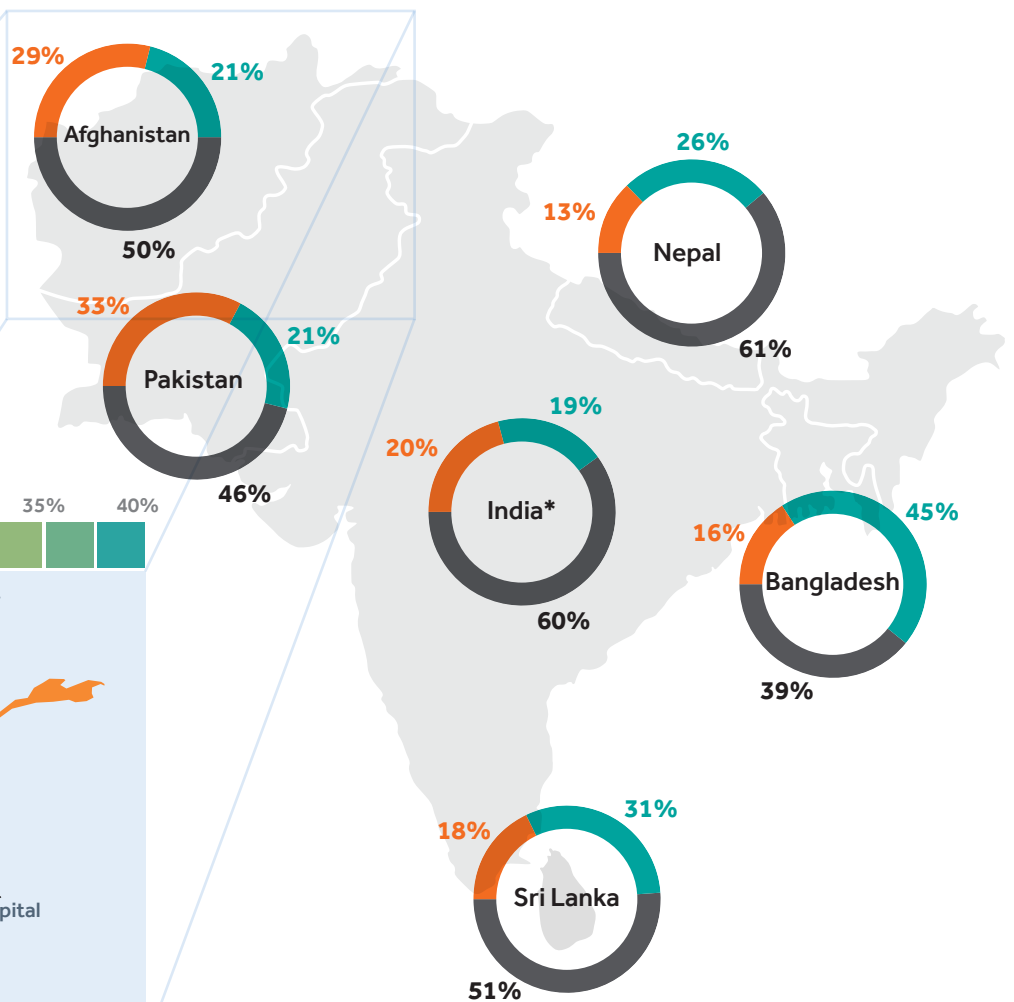 29%
21%
Afghanistan
50%
26%
13%
Nepal
61%
33%
21%
Pakistan
46%
19%
20%
India*
60%
35%
40%
45%
16%
Bangladesh
39%
31%
18%
Sri Lanka
51%
pital